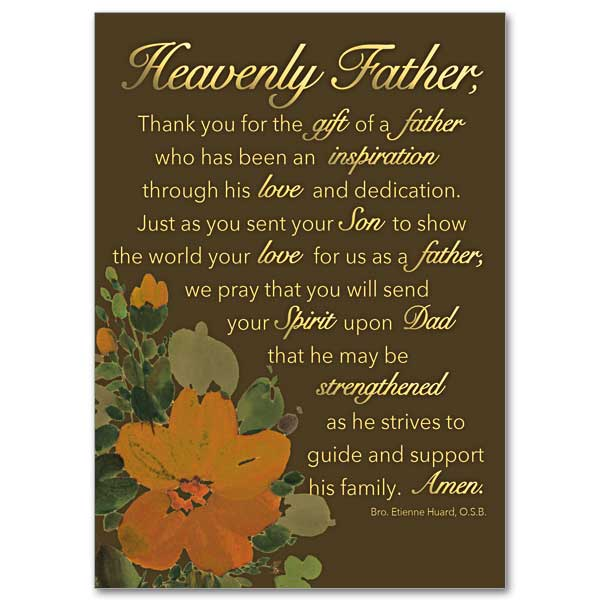 Heavenly Father,
Thank you for the gift of a father
who has been an inspiration
through his love and dedication.
Just as you sent your Son to show
the world your love for us as a father,
we pray that you will send
your Spirit upon Dad
that he may be
strengthened
as he strives to
guide and support
his family. Amen.
Bro. Etienne Huard, O.S.B.